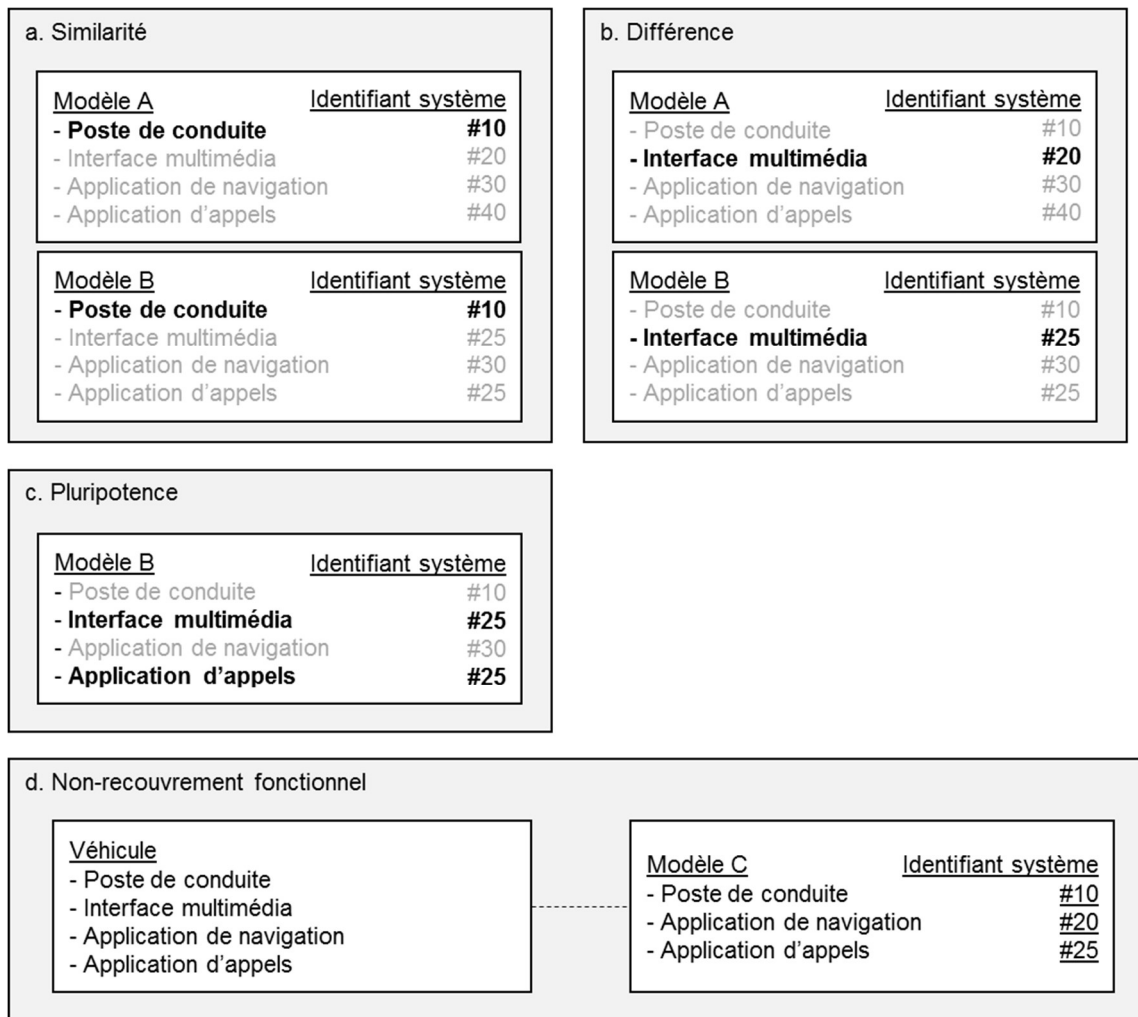 a. Similarité
Modèle A Identifiant système
- Poste de conduite #10
- Interface multimédia #20
- Application de navigation #30
- Application d'appels #40
Modèle B Identifiant système
- Poste de conduite #10
- Interface multimédia #25
- Application de navigation #30
- Application d'appels #25
b. Différence
Modèle A Identifiant système
- Poste de conduite #10
- Interface multimédia #20
- Application de navigation #30
- Application d'appels #40
Modèle B Identifiant système
- Poste de conduite #10
- Interface multimédia #25
- Application de navigation #30
- Application d'appels #25
c. Pluripotence
Modèle B Identifiant système
- Poste de conduite #10
- Interface multimédia #25
- Application de navigation #30
- Application d'appels #25
d. Non-recouvrement fonctionnel
Véhicule
- Poste de conduite
- Interface multimédia
- Application de navigation
- Application d'appels
Modèle C Identifiant système
- Poste de conduite #10
- Application de navigation #20
- Application d'appels #25